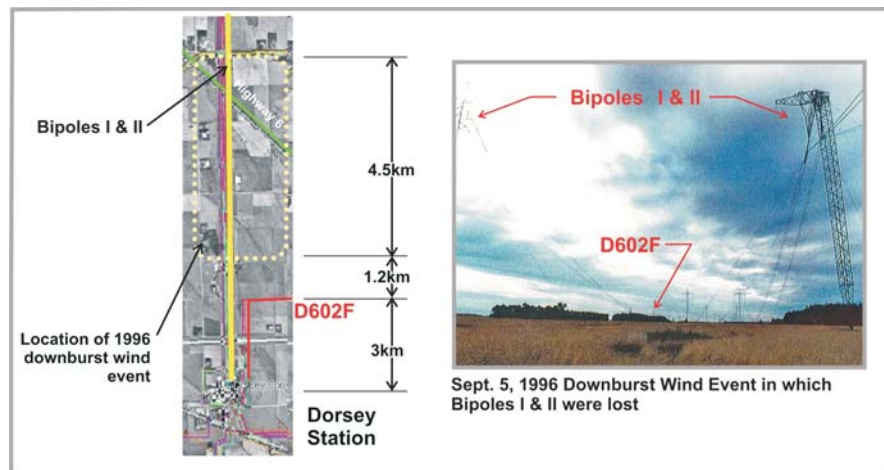 Bipoles I & II
Highway 6
4.5km
1.2km
D602F
Location of 1996
downburst wind
event
3km
Dorsey
Station
Bipoles I & II
D602F
Sept. 5, 1996 Downburst Wind Event in which
Bipoles I & II were lost